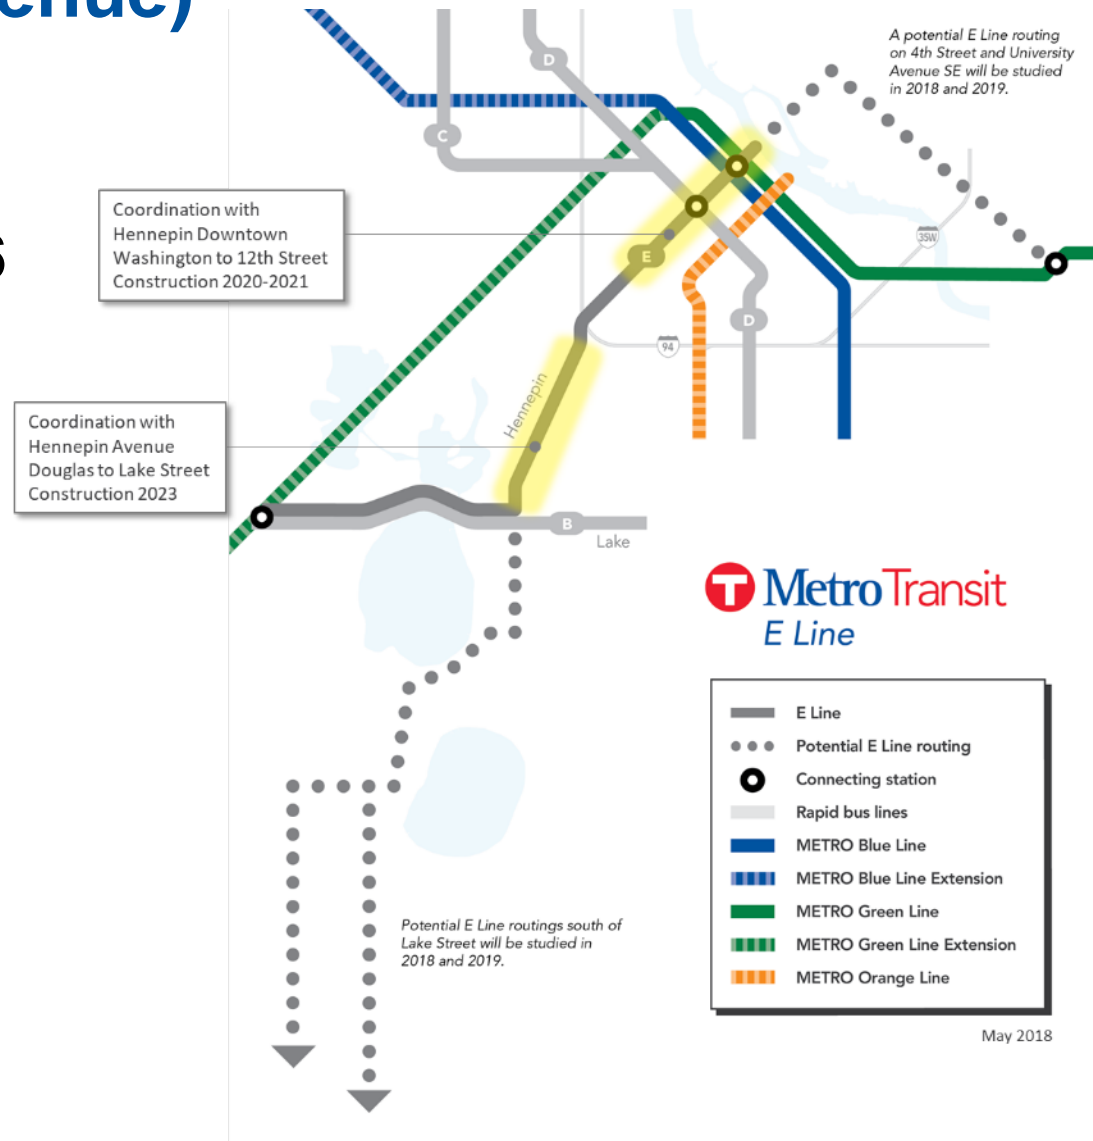 enue)
s
A potential E Line routing
on 4th Street and University
Avenue SE will be studied
in 2018 and 2019.
D
C
Coordination with
Hennepin Downtown
Washington to 12th Street
Construction 2020-2021
E
35W
D
94
Hennepin
Coordination with
Hennepin Avenue
Douglas to Lake Street
Construction 2023
B
Lake
T MetroTransit
E Line
E Line
Potential E Line routing
Connecting station
Rapid bus lines
METRO Blue Line
METRO Blue Line Extension
METRO Green Line
METRO Green Line Extension
METRO Orange Line
Potential E Line routings south of
Lake Street will be studied in
2018 and 2019.
May 2018